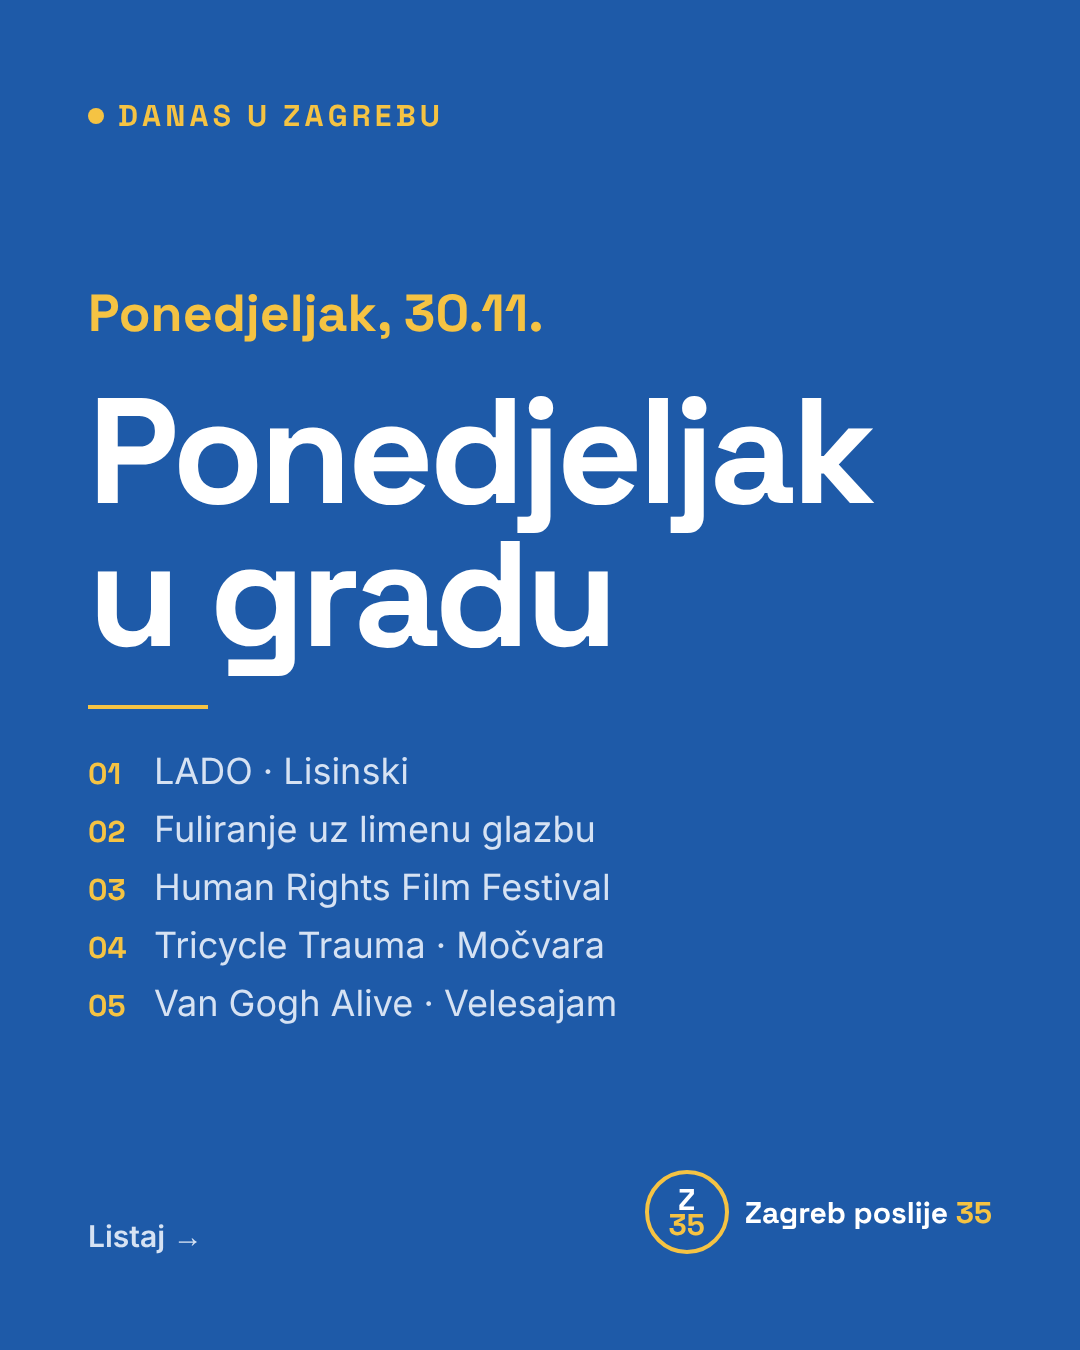 DANAS U ZAGREBU
Ponedjeljak, 30.11.
Ponedjeljak
u gradu
01 LADO · Lisinski
02 Fuliranje uz limenu glazbu
03 Human Rights Film Festival
04 Tricycle Trauma · Močvara
05 Van Gogh Alive · Velesajam
Listaj →
Z
35
Zagreb poslije 35